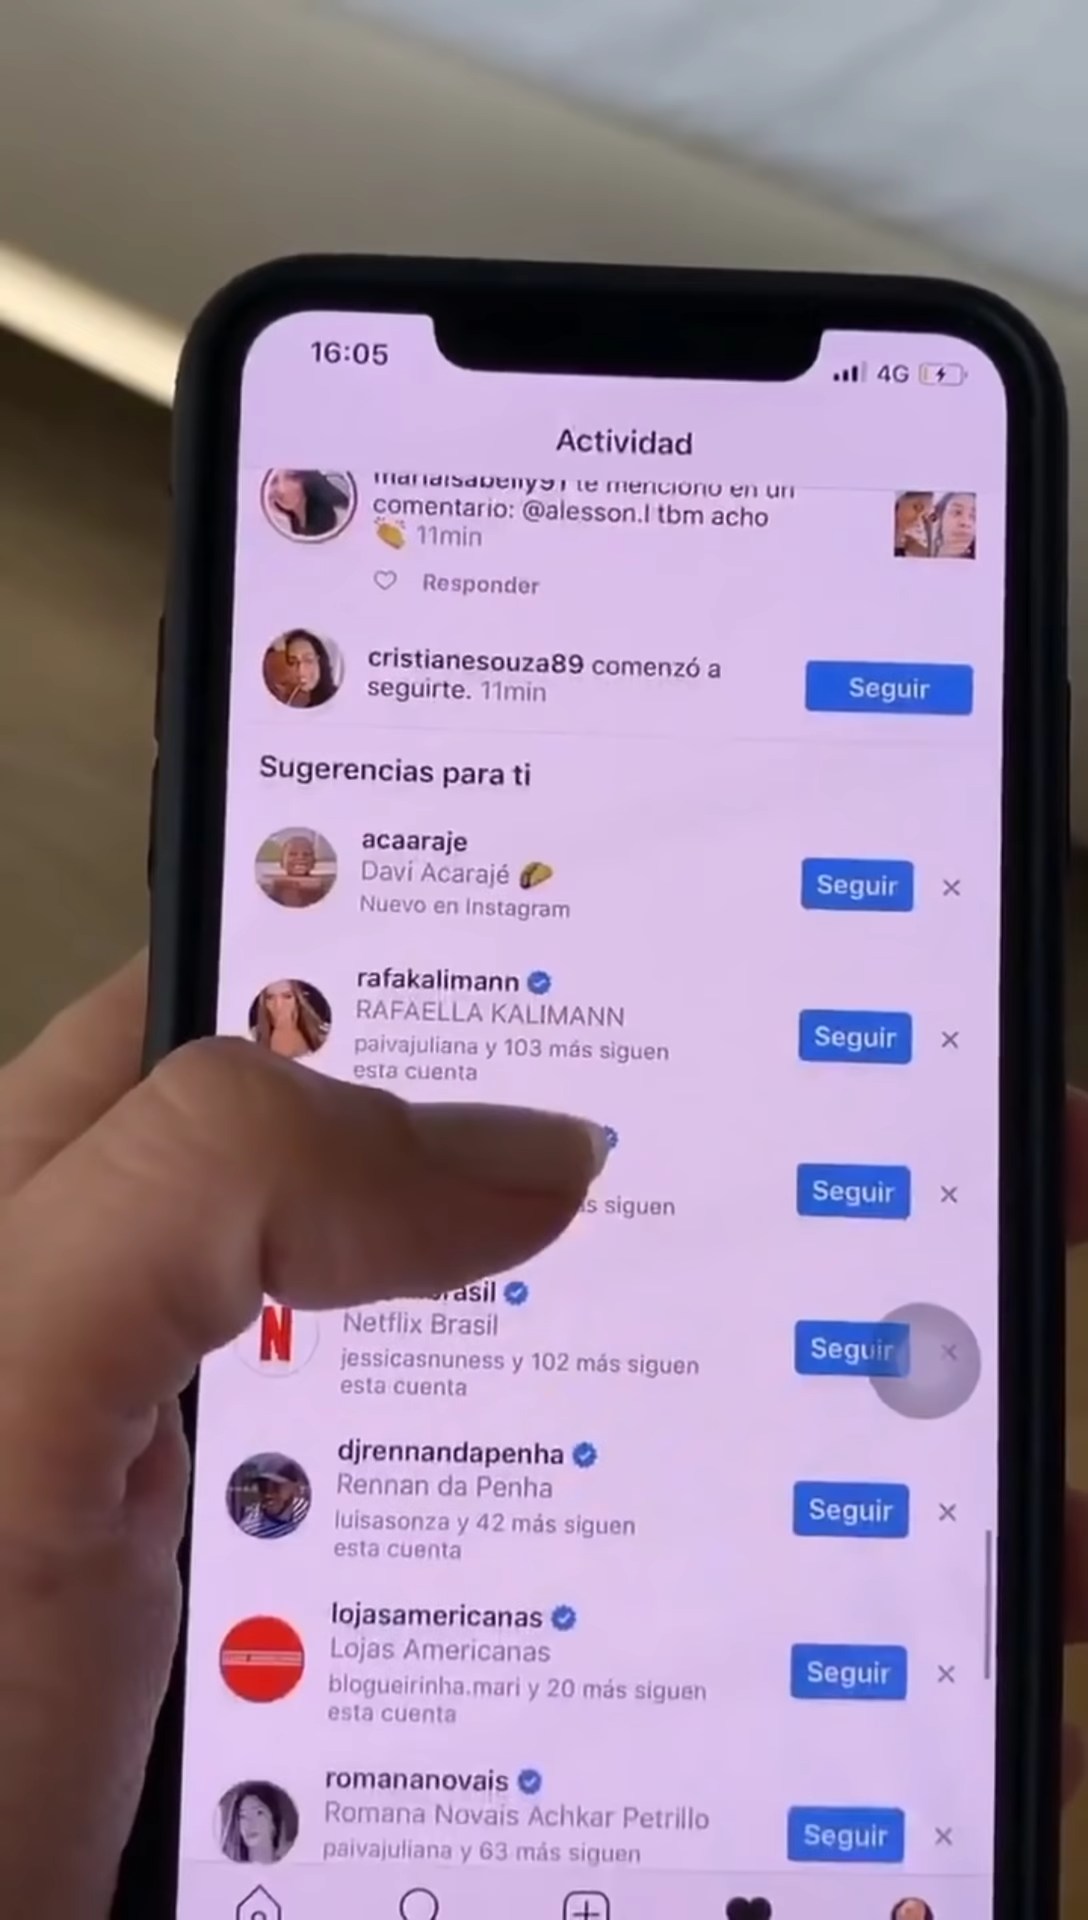 16:05
4G
Actividad
te mencionó en un
comentario: @alesson.l tbm acho
👏 11min
Responder
cristianesouza89 comenzó a
seguirte. 11min
Seguir
Sugerencias para ti
acaaraje
Davi Acarajé 🌮
Nuevo en Instagram
Seguir
rafakalimann
RAFAELLA KALIMANN
paivajuliana y 103 más siguen
esta cuenta
Seguir
siguen
Seguir
N
Netflix Brasil
jessicasnuness y 102 más siguen
esta cuenta
Seguir
djrennandapenha
Rennan da Penha
luisasonza y 42 más siguen
esta cuenta
Seguir
lojasamericanas
Lojas Americanas
blogueirinha.mari y 20 más siguen
esta cuenta
Seguir
romananovais
Romana Novais Achkar Petrillo
paivajuliana y 63 más siguen
Seguir